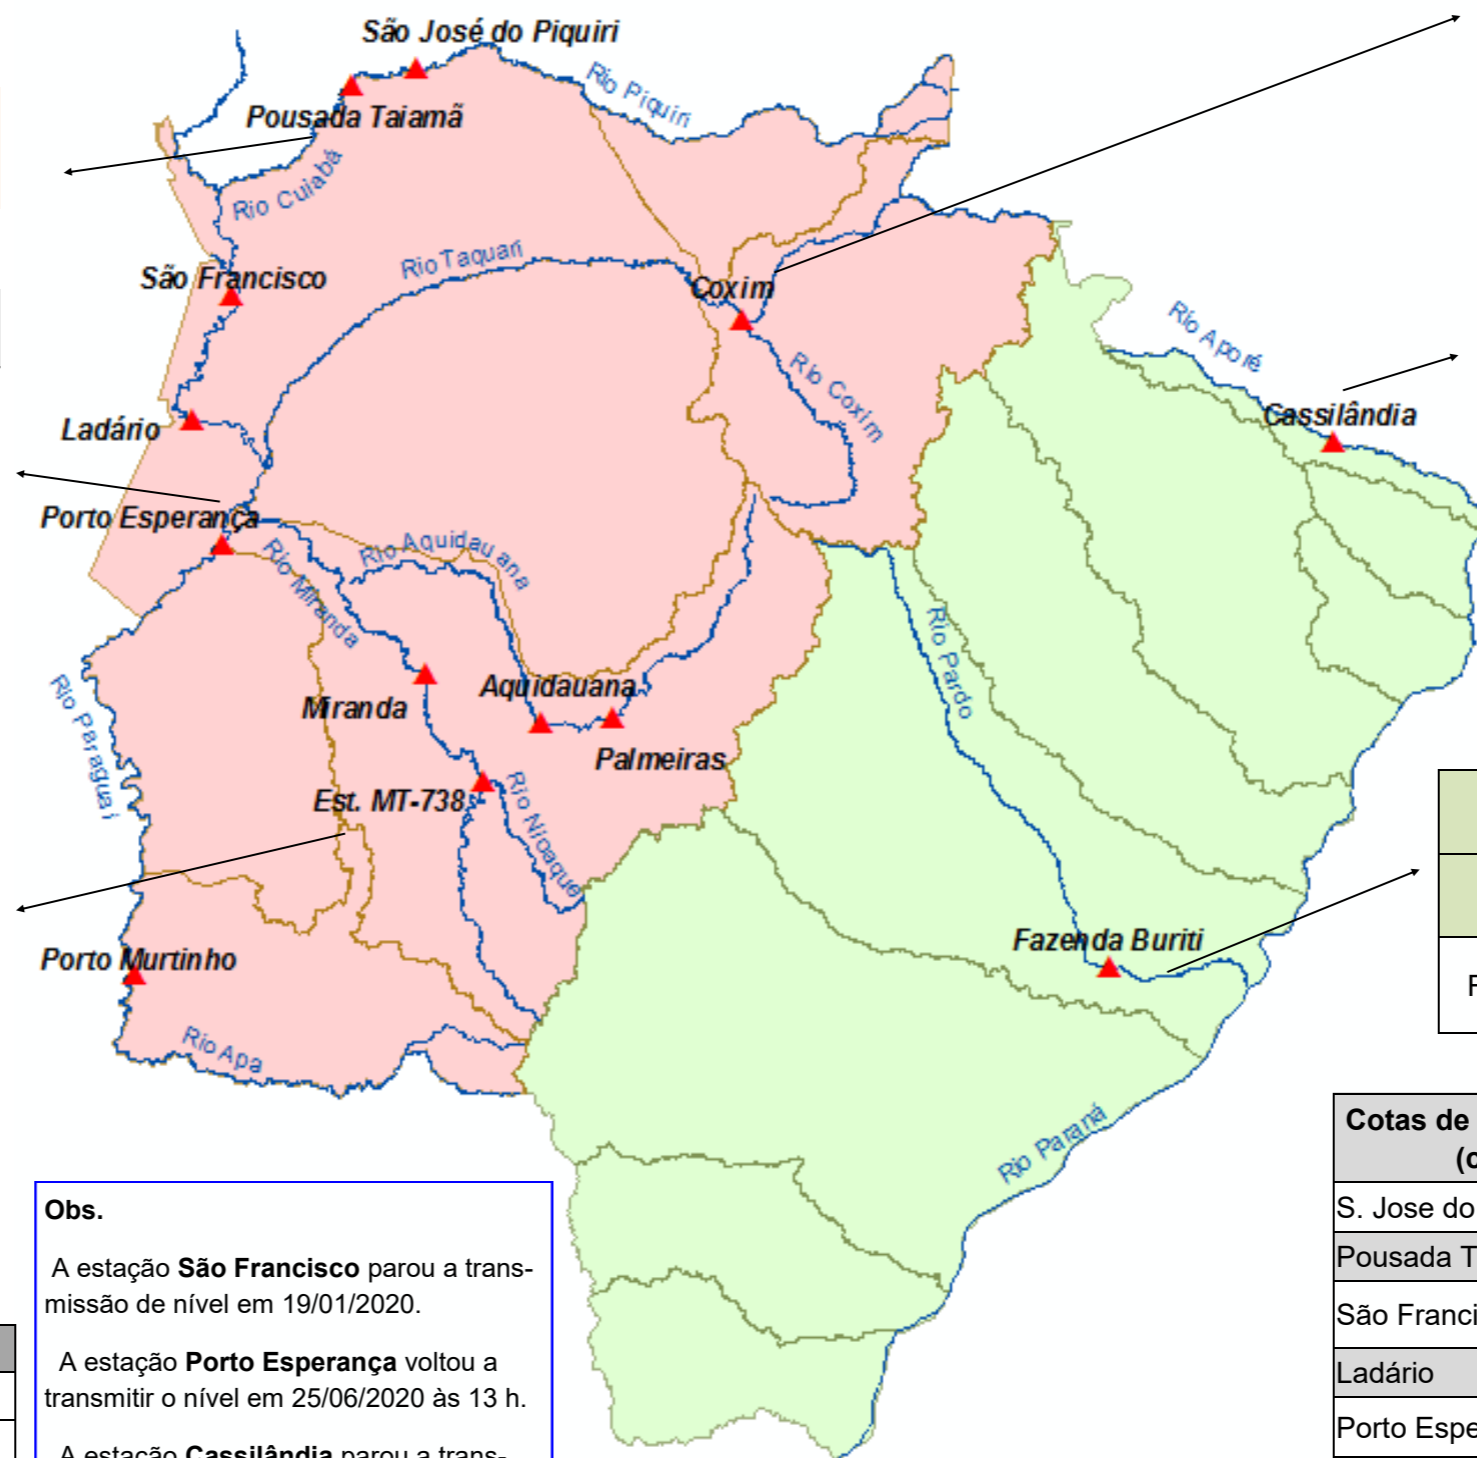 São José do Piquiri
Rio Piquiri
Pousada Taiamã
Rio Cuiabá
Rio Taquari
São Francisco
Coxim
Rio Aporé
Rio Coxim
Cassilândia
Ladário
Porto Esperança
Rio Aquidauana
Rio Miranda
Rio Pardo
Rio Paraguai
Aquidauana
Miranda
Palmeiras
Est. MT-738
Rio Nioaque
Fazenda Buriti
Porto Murtinho
Rio Apa
Rio Paraná
Obs.
A estação São Francisco parou a trans-
missão de nível em 19/01/2020.
A estação Porto Esperança voltou a
transmitir o nível em 25/06/2020 às 13 h.
A estação Cassilândia parou a trans-
F
Cotas de
(c
S. Jose do
Pousada T
São Franci
Ladário
Porto Espe